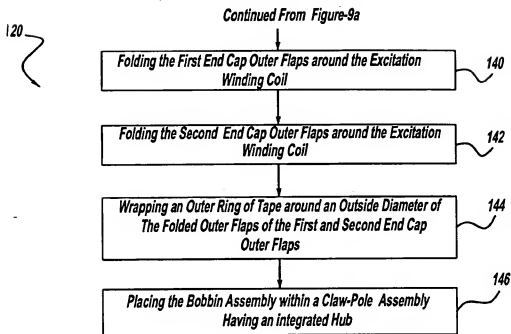 Continued From Figure-9a
120
Folding the First End Cap Outer Flaps around the Excitation
Winding Coil
140
Folding the Second End Cap Outer Flaps around the Excitation
Winding Coil
142
Wrapping an Outer Ring of Tape around an Outside Diameter of
The Folded Outer Flaps of the First and Second End Cap
Outer Flaps
144
Placing the Bobbin Assembly within a Claw-Pole Assembly
Having an integrated Hub
146